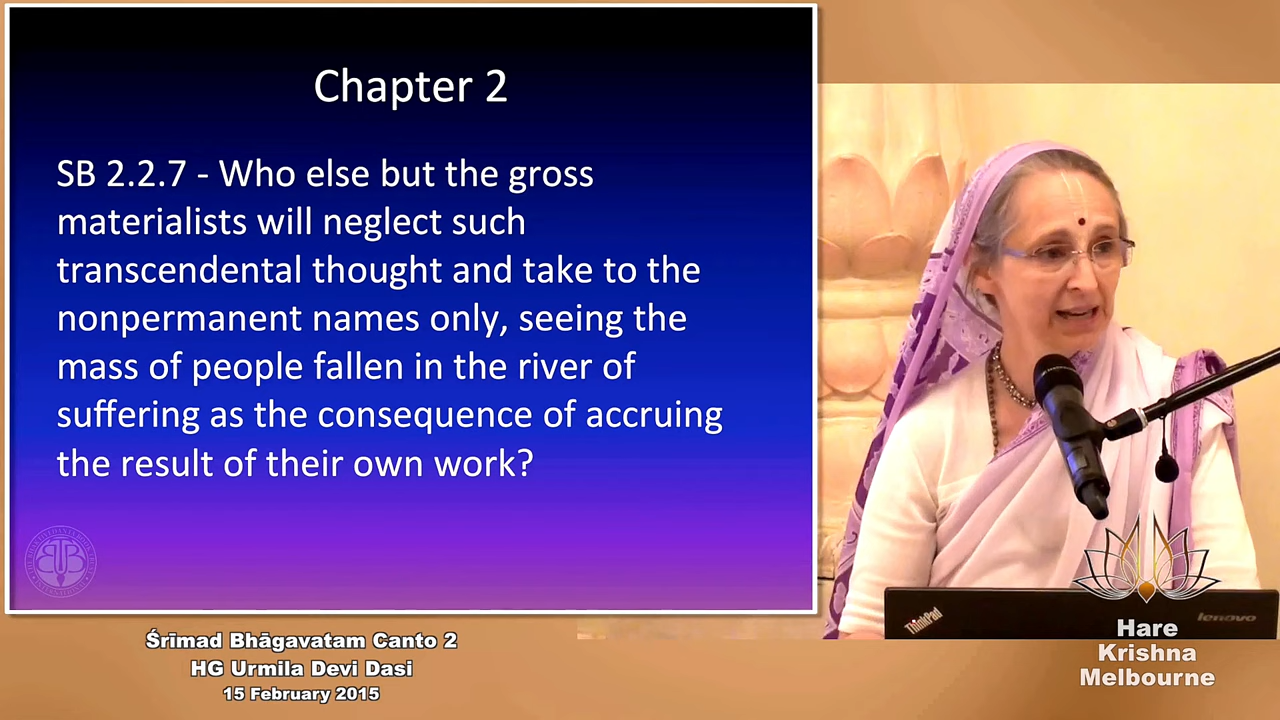 Chapter 2
SB 2.2.7 - Who else but the gross
materialists will neglect such
transcendental thought and take to the
nonpermanent names only, seeing the
mass of people fallen in the river of
suffering as the consequence of accruing
the result of their own work?
Śrīmad Bhāgavatam Canto 2
HG Urmila Devi Dasi
15 February 2015
ThinkPad
lenovo
Hare
Krishna
Melbourne